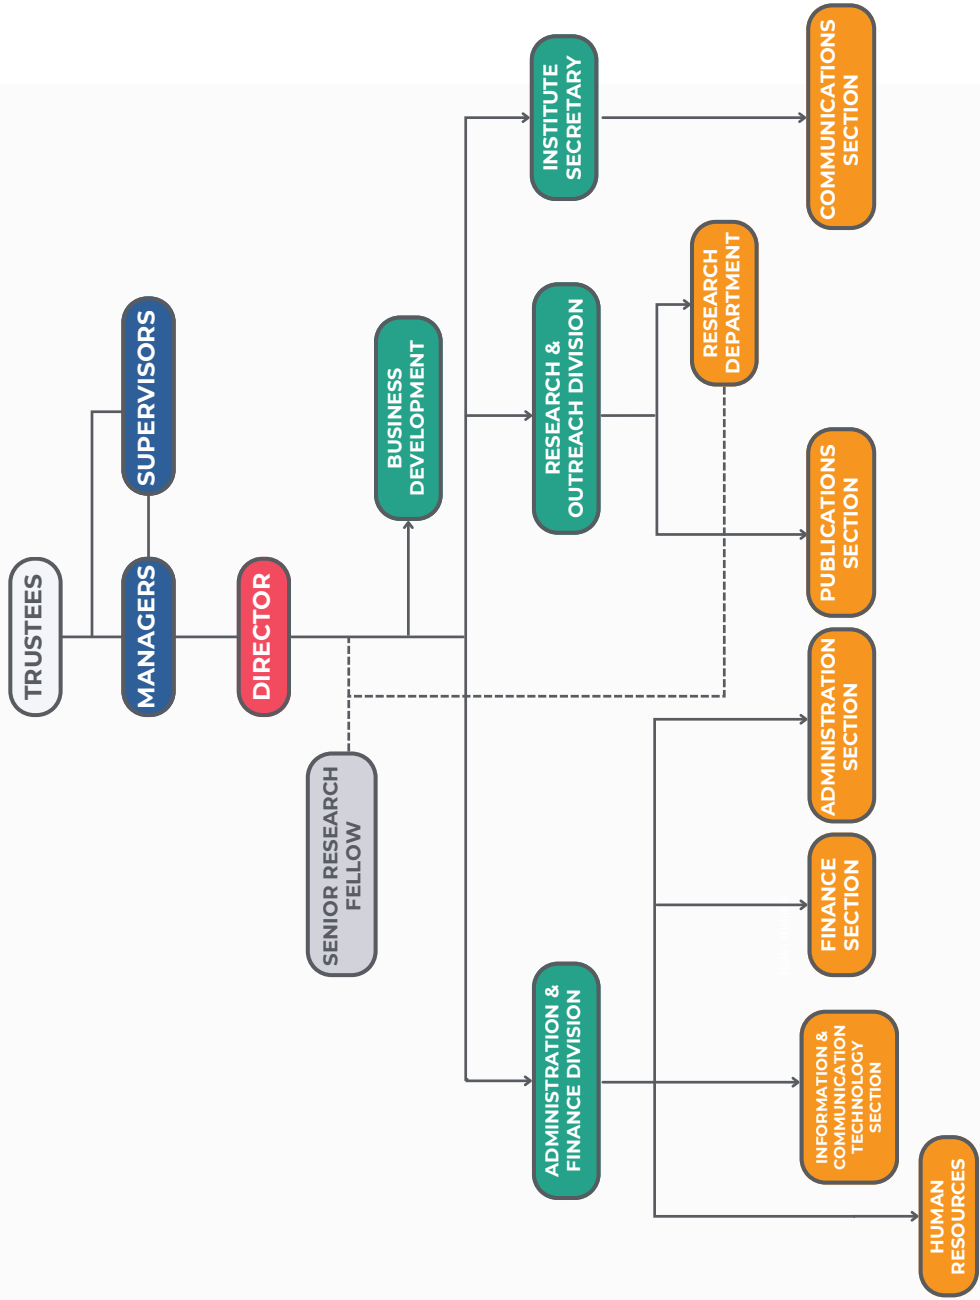 TRUSTEES
MANAGERS
SUPERVISORS
DIRECTOR
SENIOR RESEARCH
FELLOW
BUSINESS
DEVELOPMENT
ADMINISTRATION &
FINANCE DIVISION
RESEARCH &
OUTREACH DIVISION
INSTITUTE
SECRETARY
RESEARCH
DEPARTMENT
HUMAN
RESOURCES
INFORMATION &
COMMUNICATION
TECHNOLOGY
SECTION
FINANCE
SECTION
ADMINISTRATION
SECTION
PUBLICATIONS
SECTION
COMMUNICATIONS
SECTION